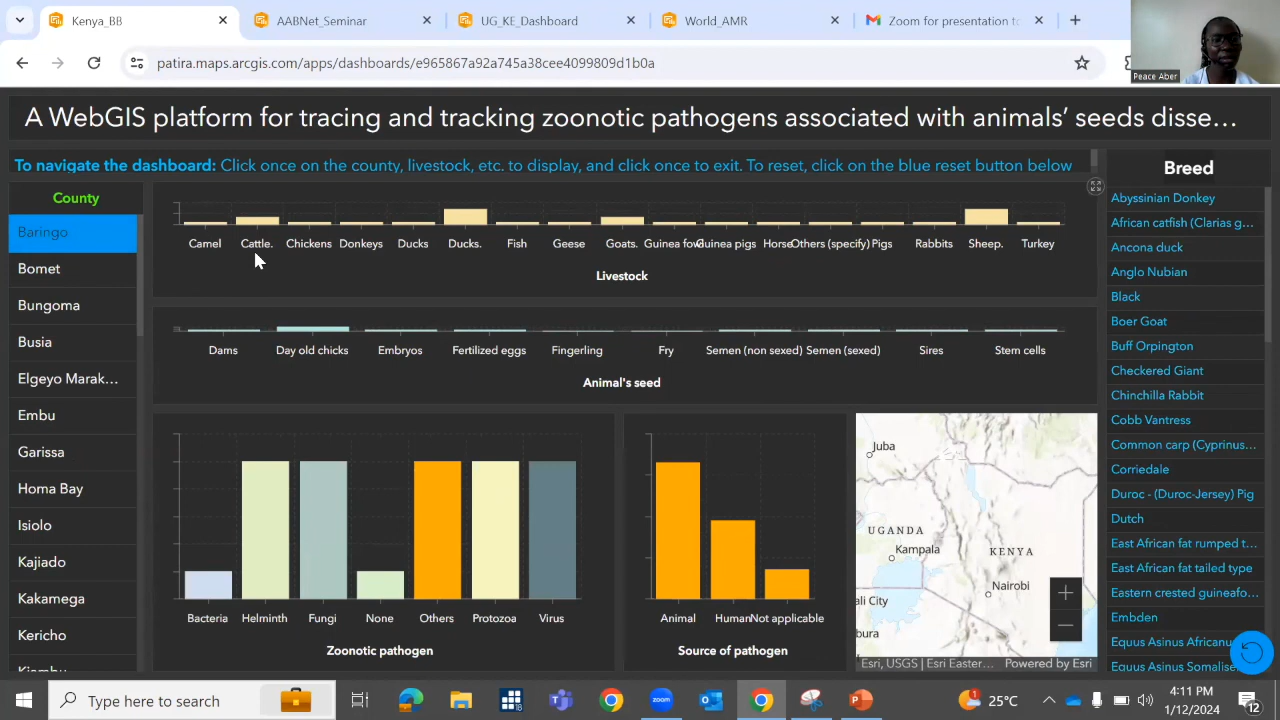 Kenya_BB
AABNet_Seminar
UG_KE_Dashboard
World_AMR
Zoom for presentation to
patira.maps.arcgis.com/apps/dashboards/e965867a92a745a38cee4099809d1b0a
Peace Aber
A WebGIS platform for tracing and tracking zoonotic pathogens associated with animals’ seeds disse…
To navigate the dashboard: Click once on the county, livestock, etc. to display, and click once to exit. To reset, click on the blue reset button below
County
Baringo
Bomet
Bungoma
Busia
Elgeyo Marak...
Embu
Garissa
Homa Bay
Isiolo
Kajiado
Kakamega
Kericho
Kiambu
Camel Cattle. Chickens Donkeys Ducks Ducks. Fish Geese Goats. Guinea fowl Guinea pigs Horse Others (specify) Pigs Rabbits Sheep. Turkey
Livestock
Dams Day old chicks Embryos Fertilized eggs Fingerling Fry Semen (non sexed) Semen (sexed) Sires Stem cells
Animal's seed
Bacteria Helminth Fungi None Others Protozoa Virus
Zoonotic pathogen
Animal Human Not applicable
Source of pathogen
Juba
UGANDA
Kampala
KENYA
Nairobi
ali City
bura
+
−
Esri, USGS | Esri Easter... Powered by Esri
Breed
Abyssinian Donkey
African catfish (Clarias g...
Ancona duck
Anglo Nubian
Black
Boer Goat
Buff Orpington
Checkered Giant
Chinchilla Rabbit
Cobb Vantress
Common carp (Cyprinus...
Corriedale
Duroc - (Duroc-Jersey) Pig
Dutch
East African fat rumped t...
East African fat tailed type
Eastern crested guineafo...
Embden
Equus Asinus Africanu
Equus Asinus Somalise
Type here to search
zoom
25°C
4:11 PM
1/12/2024
12